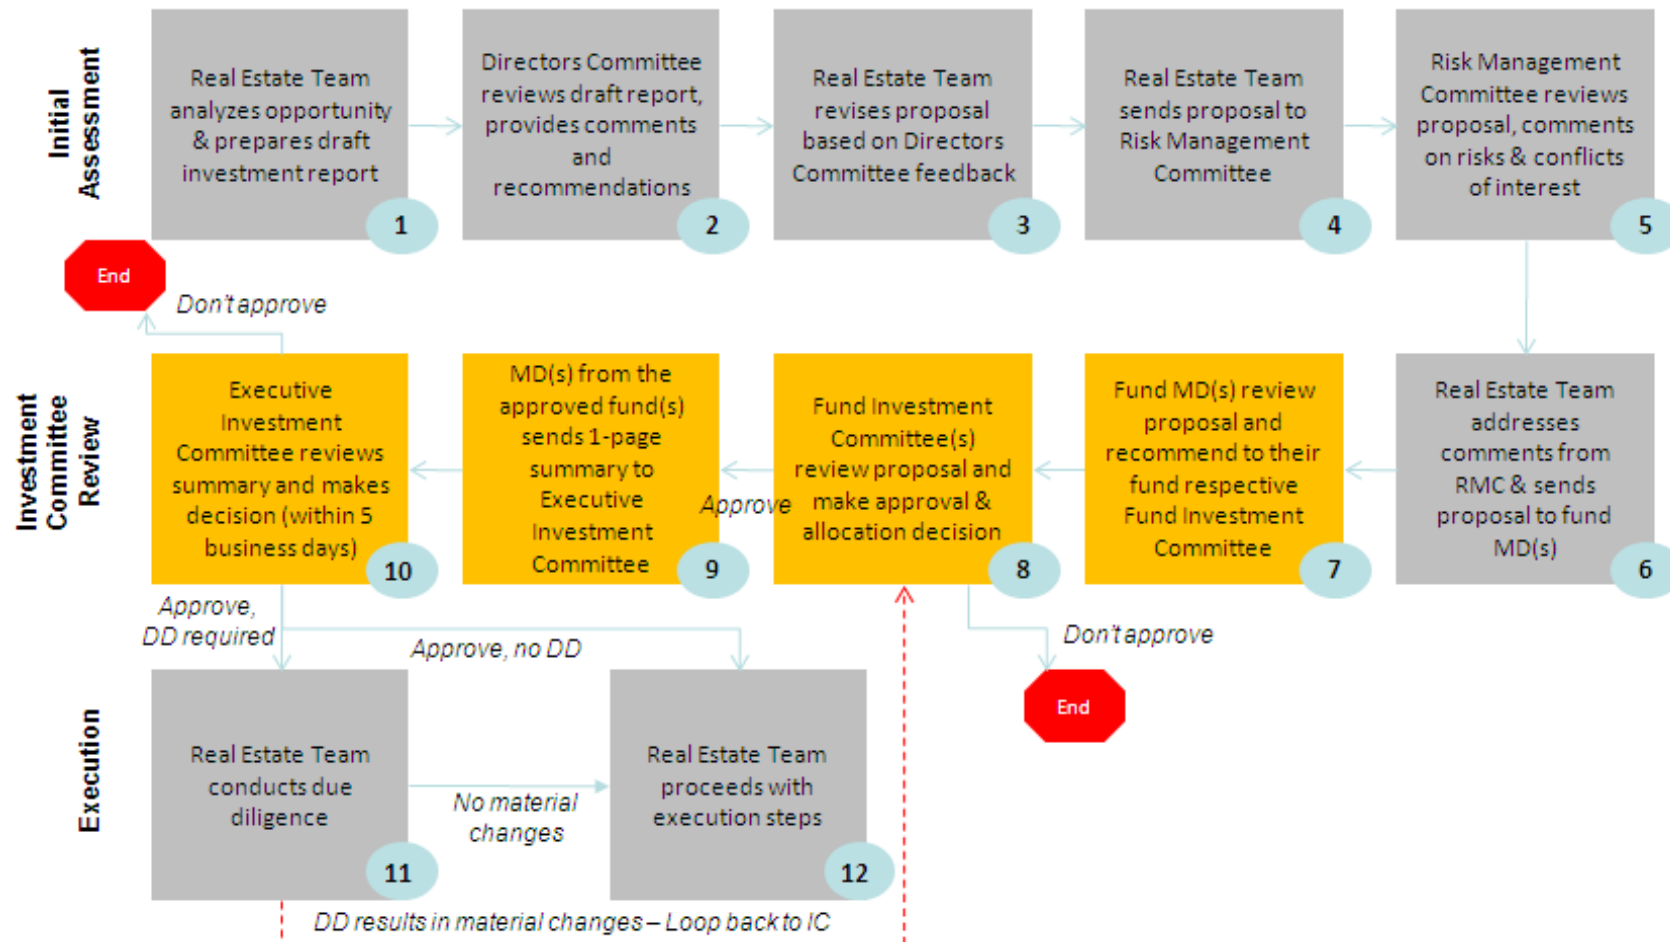 Initial
Assessment
Real Estate Team
analyzes opportunity
& prepares draft
investment report
1
Directors Committee
reviews draft report,
provides comments
and
recommendations
2
Real Estate Team
revises proposal
based on Directors
Committee feedback
3
Real Estate Team
sends proposal to
Risk Management
Committee
4
Risk Management
Committee reviews
proposal, comments
on risks & conflicts
of interest
5
End
Don't approve
Investment
Committee
Review
Executive
Investment
Committee reviews
summary and makes
decision (within 5
business days)
10
MD(s) from the
approved fund(s)
sends 1-page
summary to
Executive
Investment
Committee
9
Approve
Fund Investment
Committee(s)
review proposal and
make approval &
allocation decision
8
Fund MD(s) review
proposal and
recommend to their
fund respective
Fund Investment
Committee
7
Real Estate Team
addresses
comments from
RMC & sends
proposal to fund
MD(s)
6
Approve,
DD required
Approve, no DD
Don't approve
End
Execution
Real Estate Team
conducts due
diligence
11
No material
changes
Real Estate Team
proceeds with
execution steps
12
DD results in material changes – Loop back to IC